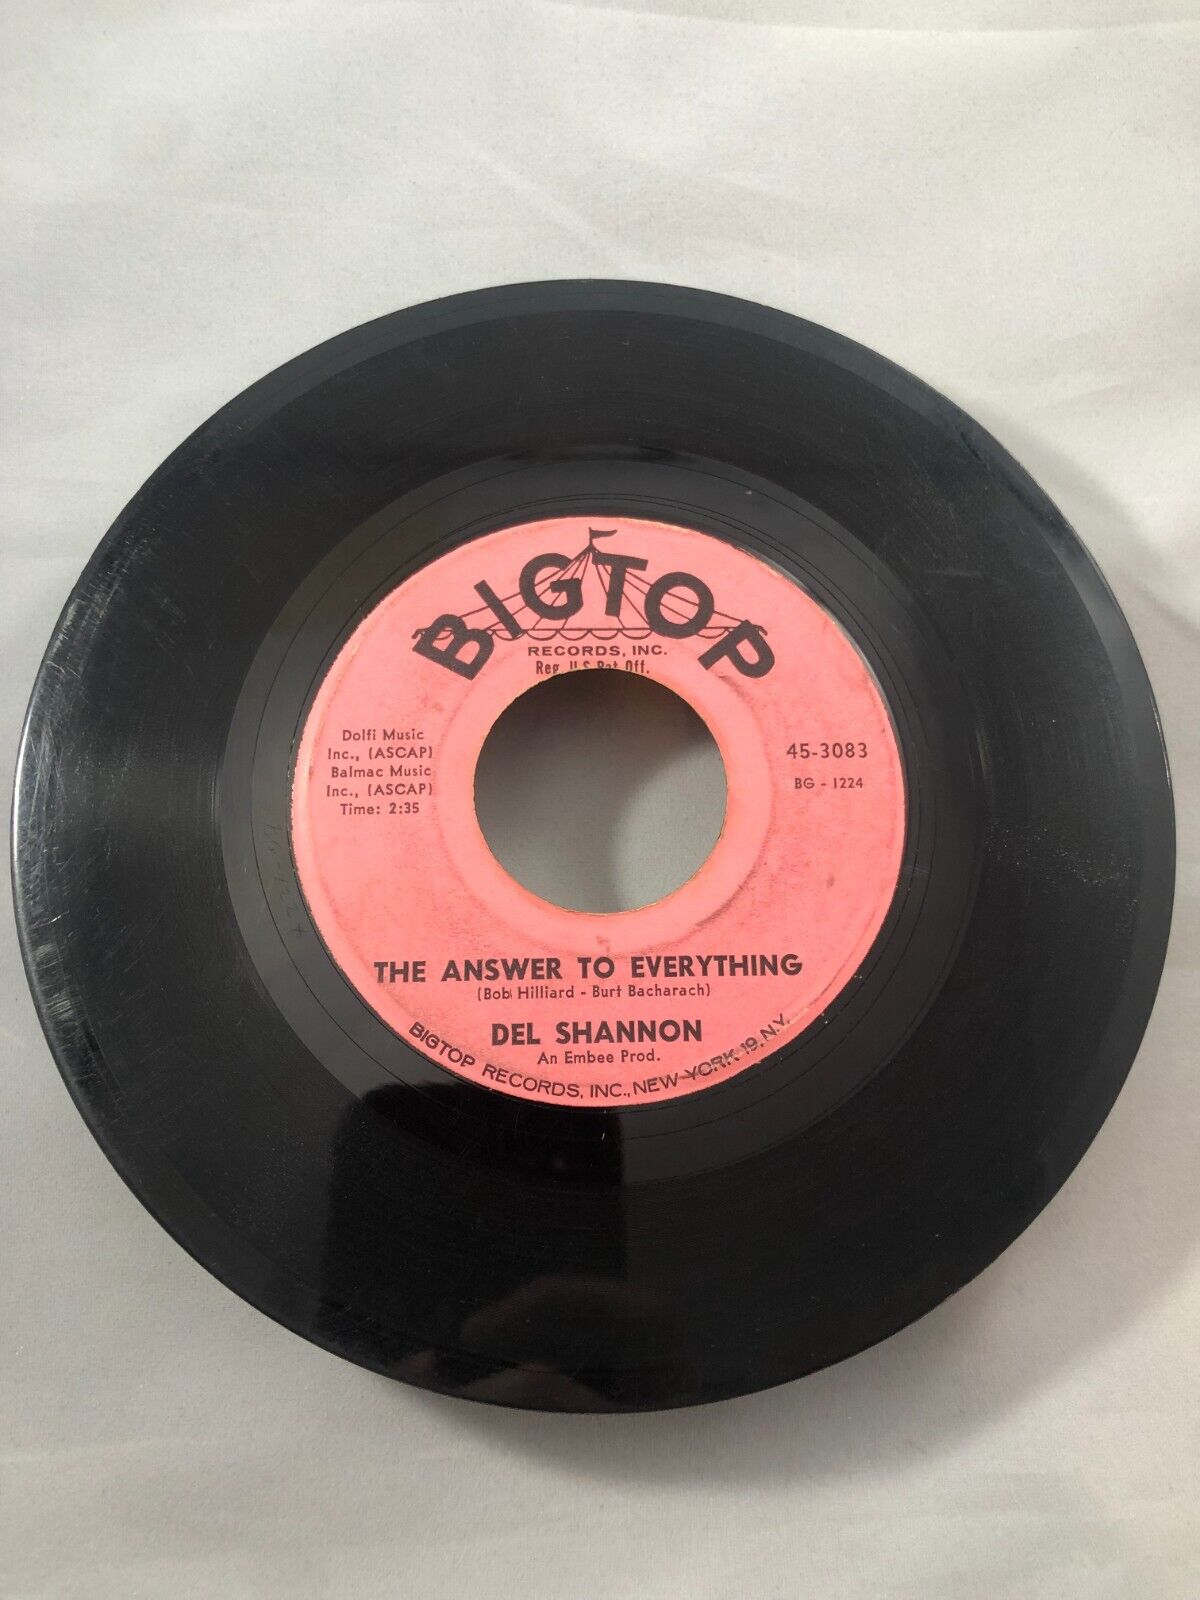 BIGTOP
RECORDS, INC.
Reg. U.S. Pat. Off.
Dolfi Music
Inc., (ASCAP)
Balmac Music
Inc., (ASCAP)
Time: 2:35
45-3083
BG - 1224
THE ANSWER TO EVERYTHING
(Bob Hilliard - Burt Bacharach)
DEL SHANNON
An Embee Prod.
BIGTOP RECORDS, INC., NEW YORK 19, N.Y.
BG-1224